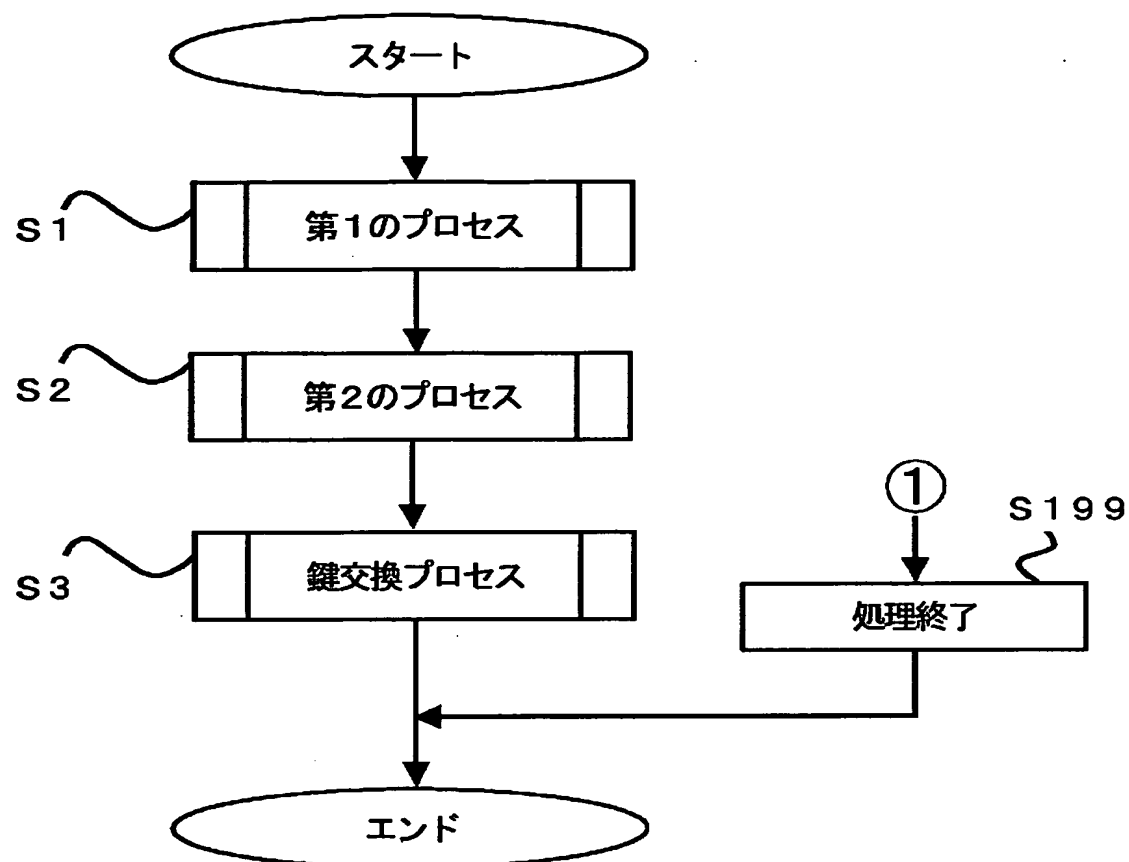 スタート
S1
第1のプロセス
S2
第2のプロセス
S3
鍵交換プロセス
①
S199
処理終了
エンド